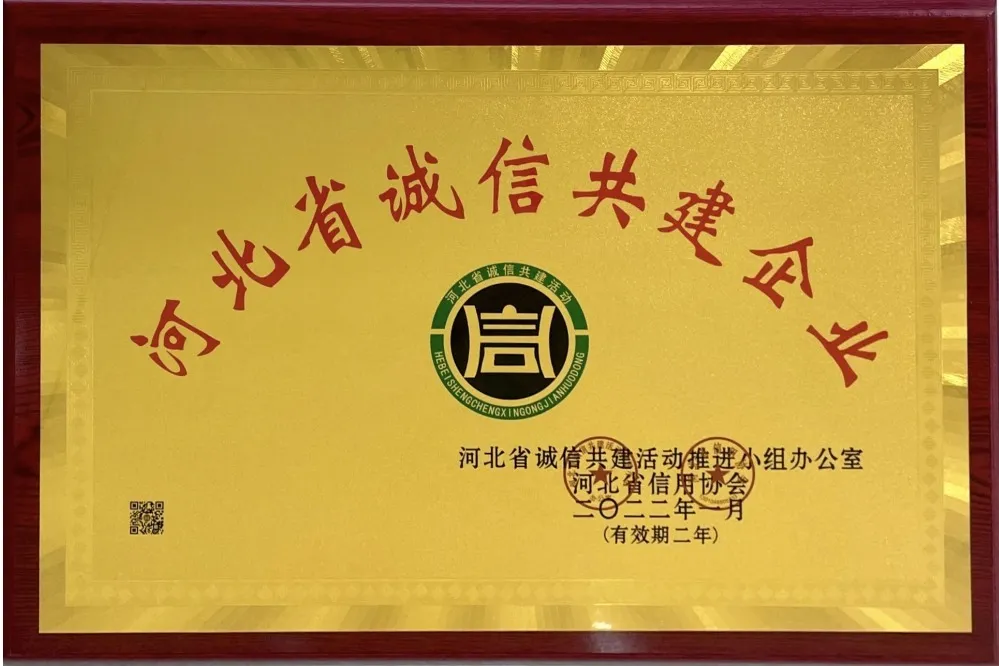 河北省诚信共建企业
河北省诚信共建活动
HEBEISHENGCHENGXINGONGJIANHUODONG
河北省诚信共建活动推进小组办公室
河北省信用协会
二〇二二年一月
(有效期二年)